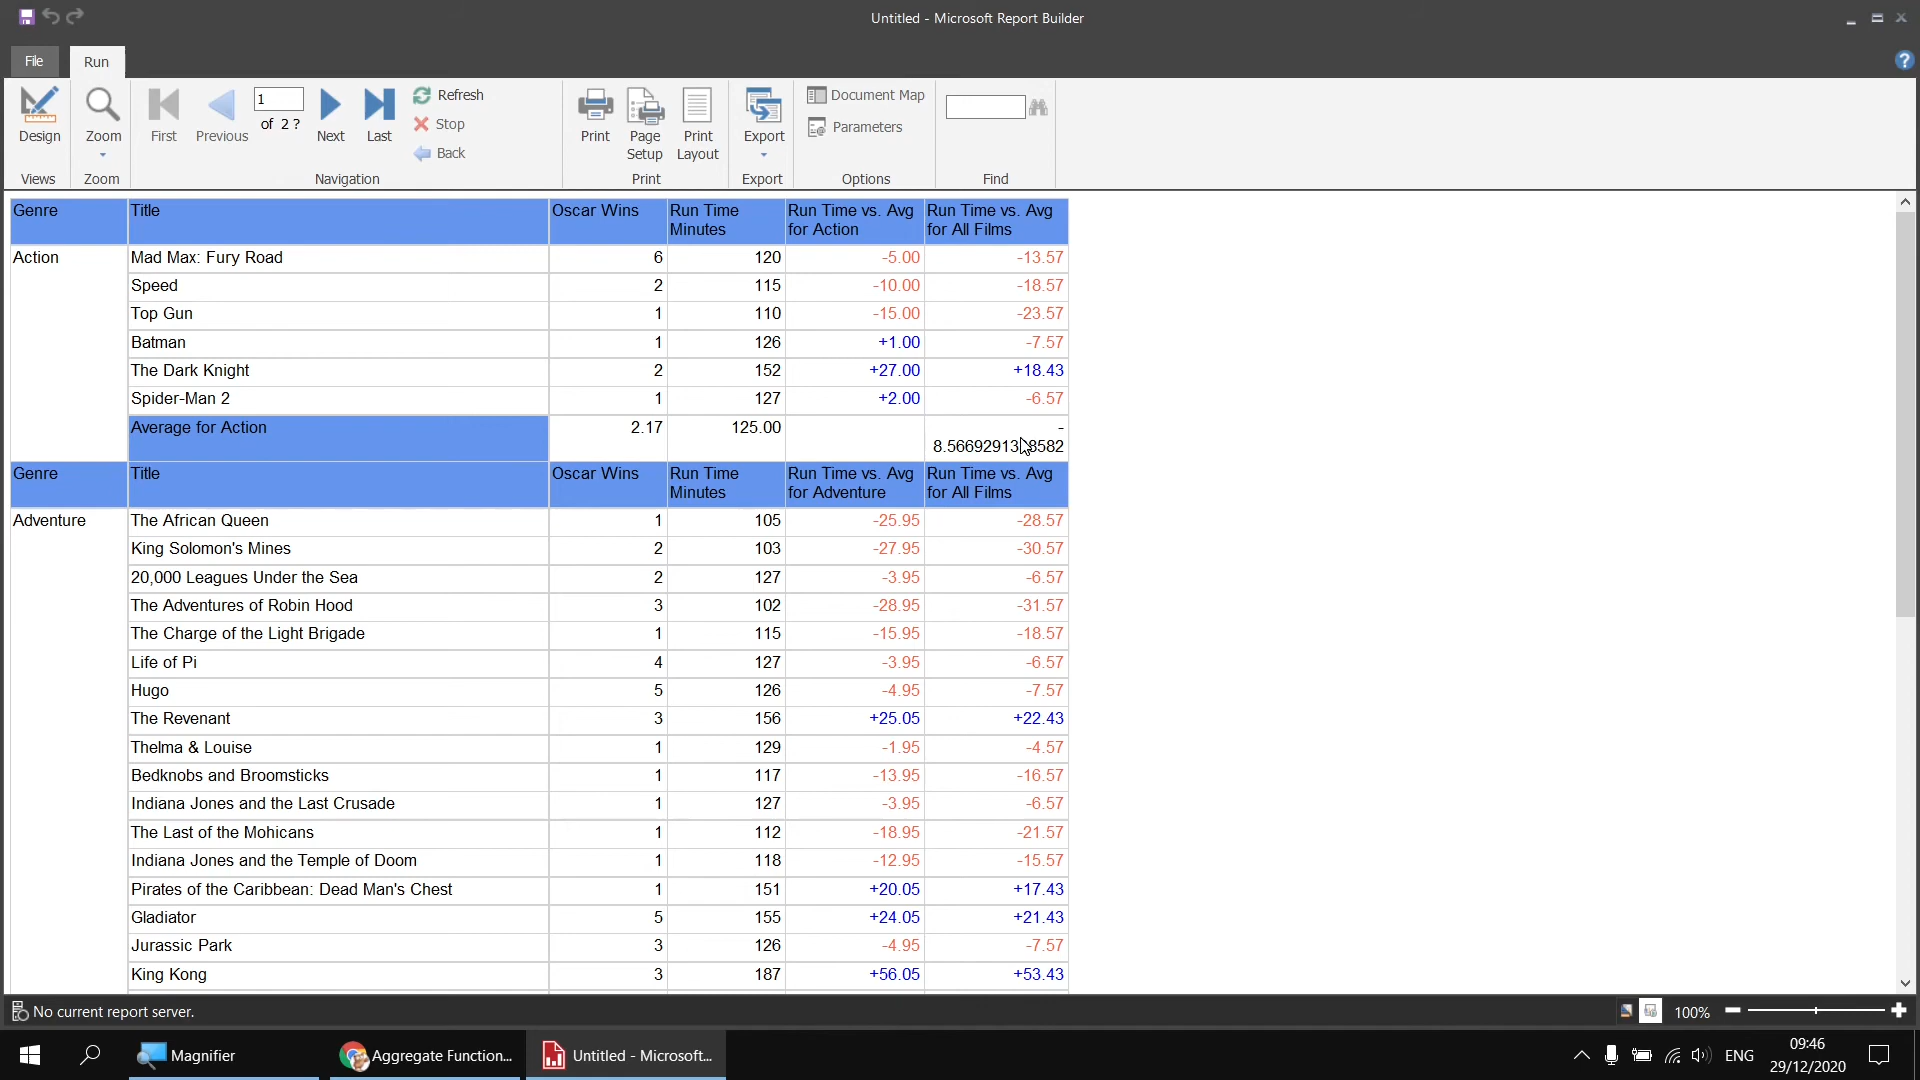 Untitled - Microsoft Report Builder
File Run
Design
Zoom
First
Previous
1
of 2 ?
Next
Last
Refresh
Stop
Back
Print
Page Setup
Print Layout
Export
Document Map
Parameters
Views Zoom Navigation Print Export Options Find
Genre Title Oscar Wins Run Time Minutes Run Time vs. Avg for Action Run Time vs. Avg for All Films
Action Mad Max: Fury Road 6 120 -5.00 -13.57
Speed 2 115 -10.00 -18.57
Top Gun 1 110 -15.00 -23.57
Batman 1 126 +1.00 -7.57
The Dark Knight 2 152 +27.00 +18.43
Spider-Man 2 1 127 +2.00 -6.57
Average for Action 2.17 125.00 -
Genre Title Oscar Wins Run Time Minutes Run Time vs. Avg for Adventure Run Time vs. Avg for All Films
Adventure The African Queen 1 105 -25.95 -28.57
King Solomon's Mines 2 103 -27.95 -30.57
20,000 Leagues Under the Sea 2 127 -3.95 -6.57
The Adventures of Robin Hood 3 102 -28.95 -31.57
The Charge of the Light Brigade 1 115 -15.95 -18.57
Life of Pi 4 127 -3.95 -6.57
Hugo 5 126 -4.95 -7.57
The Revenant 3 156 +25.05 +22.43
Thelma & Louise 1 129 -1.95 -4.57
Bedknobs and Broomsticks 1 117 -13.95 -16.57
Indiana Jones and the Last Crusade 1 127 -3.95 -6.57
The Last of the Mohicans 1 112 -18.95 -21.57
Indiana Jones and the Temple of Doom 1 118 -12.95 -15.57
Pirates of the Caribbean: Dead Man's Chest 1 151 +20.05 +17.43
Gladiator 5 155 +24.05 +21.43
Jurassic Park 3 126 -4.95 -7.57
King Kong 3 187 +56.05 +53.43
No current report server.
100%
Magnifier
Aggregate Function...
Untitled - Microsoft...
ENG
09:46
29/12/2020